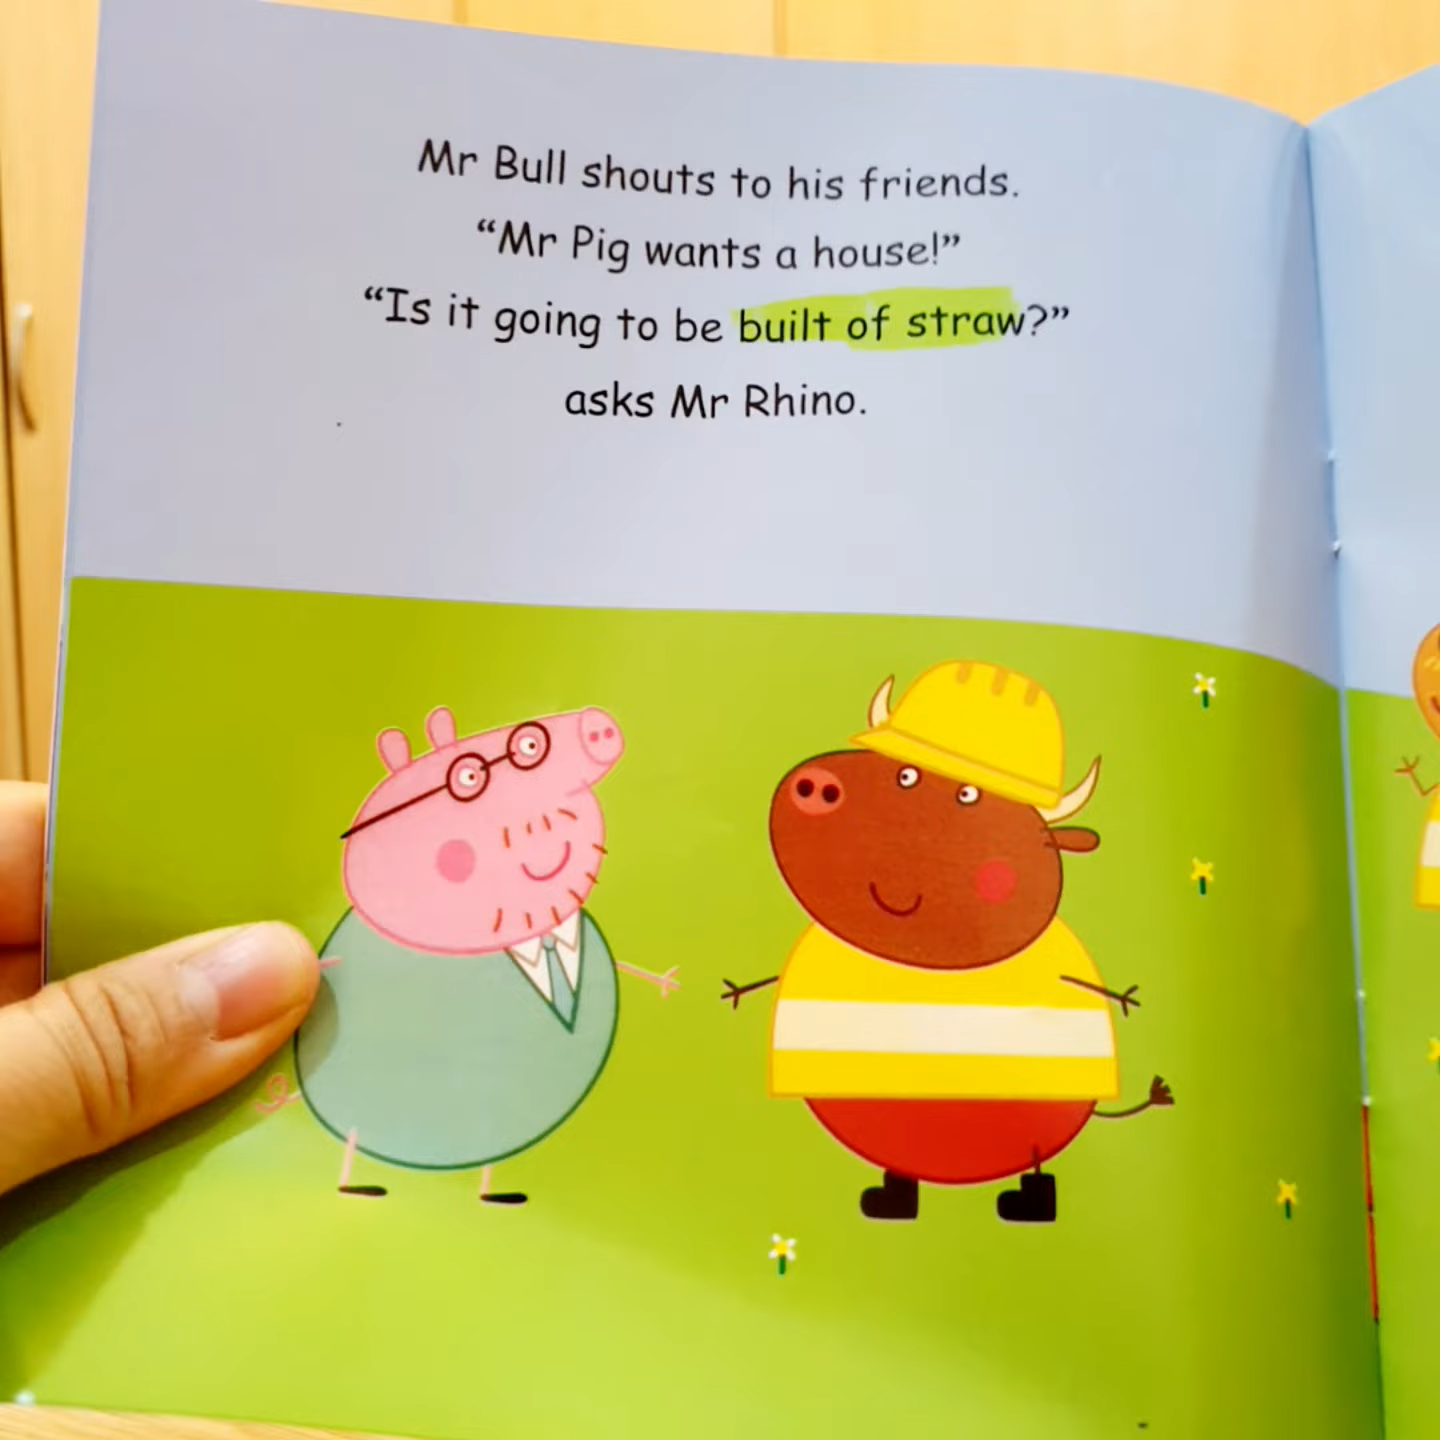 Mr Bull shouts to his friends.
“Mr Pig wants a house!”
“Is it going to be built of straw?”
asks Mr Rhino.